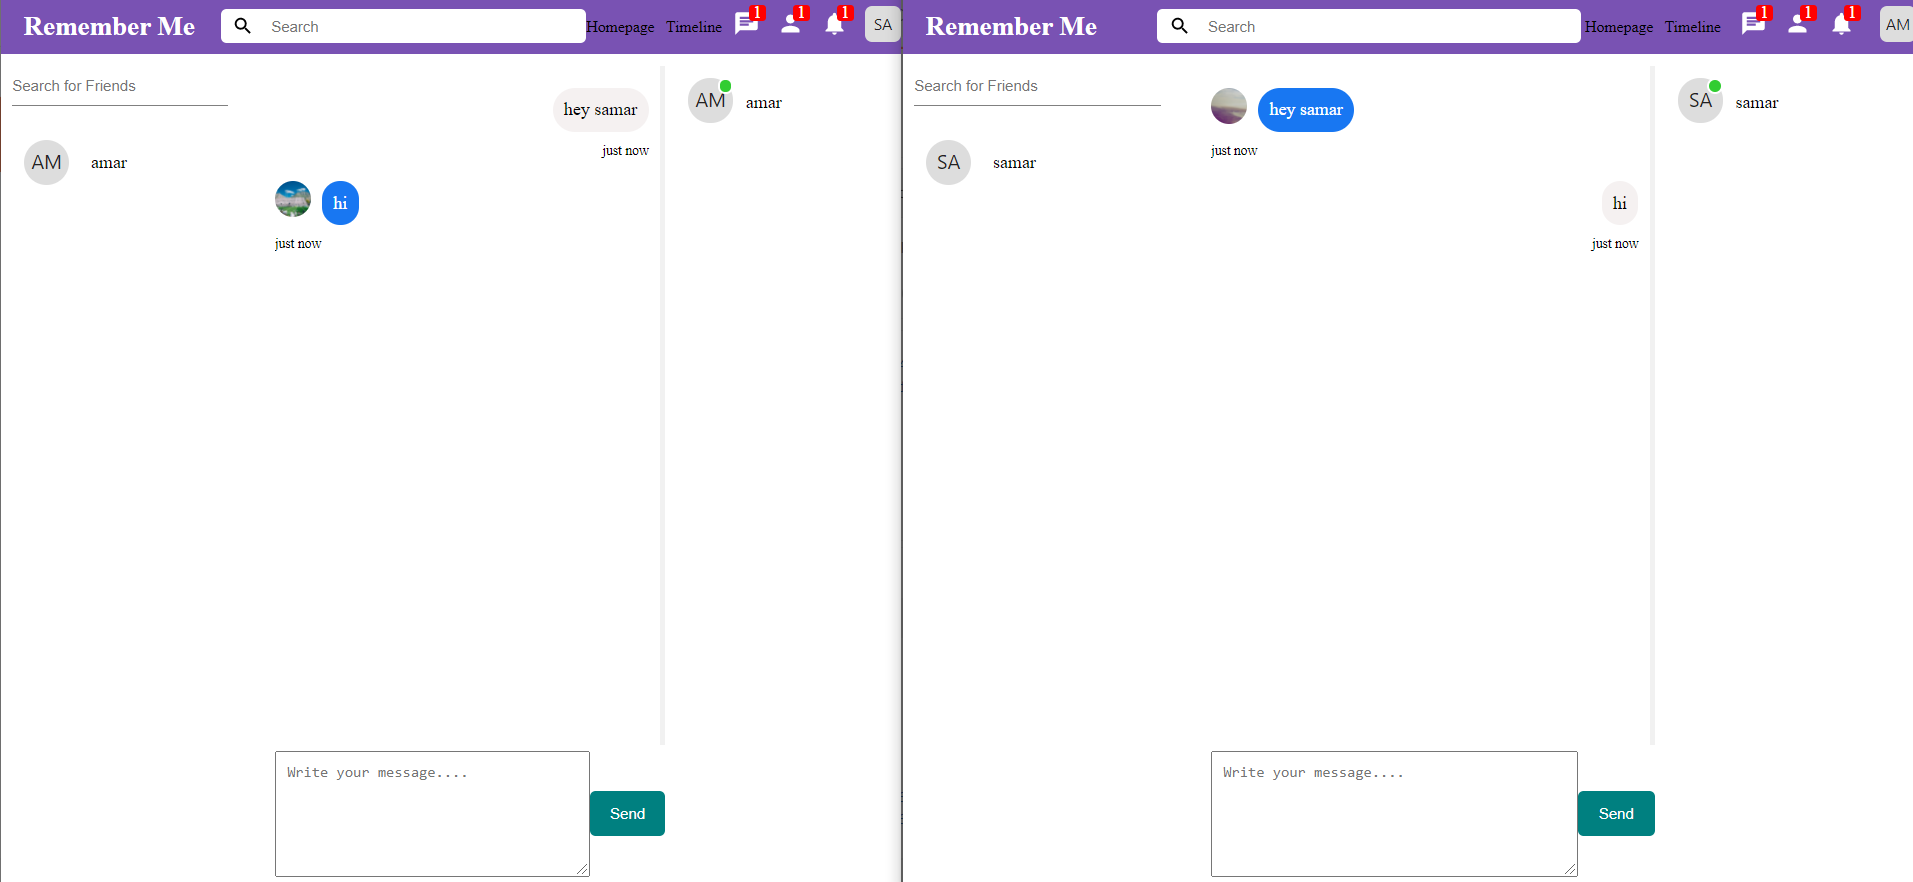 Remember Me
Search
Homepage Timeline 1 1 1 SA
Search for Friends
AM amar
hey samar
just now
hi
just now
AM amar
Write your message....
Send
Remember Me
Search
Homepage Timeline 1 1 1 AM
Search for Friends
SA samar
hey samar
just now
hi
just now
SA samar
Write your message....
Send